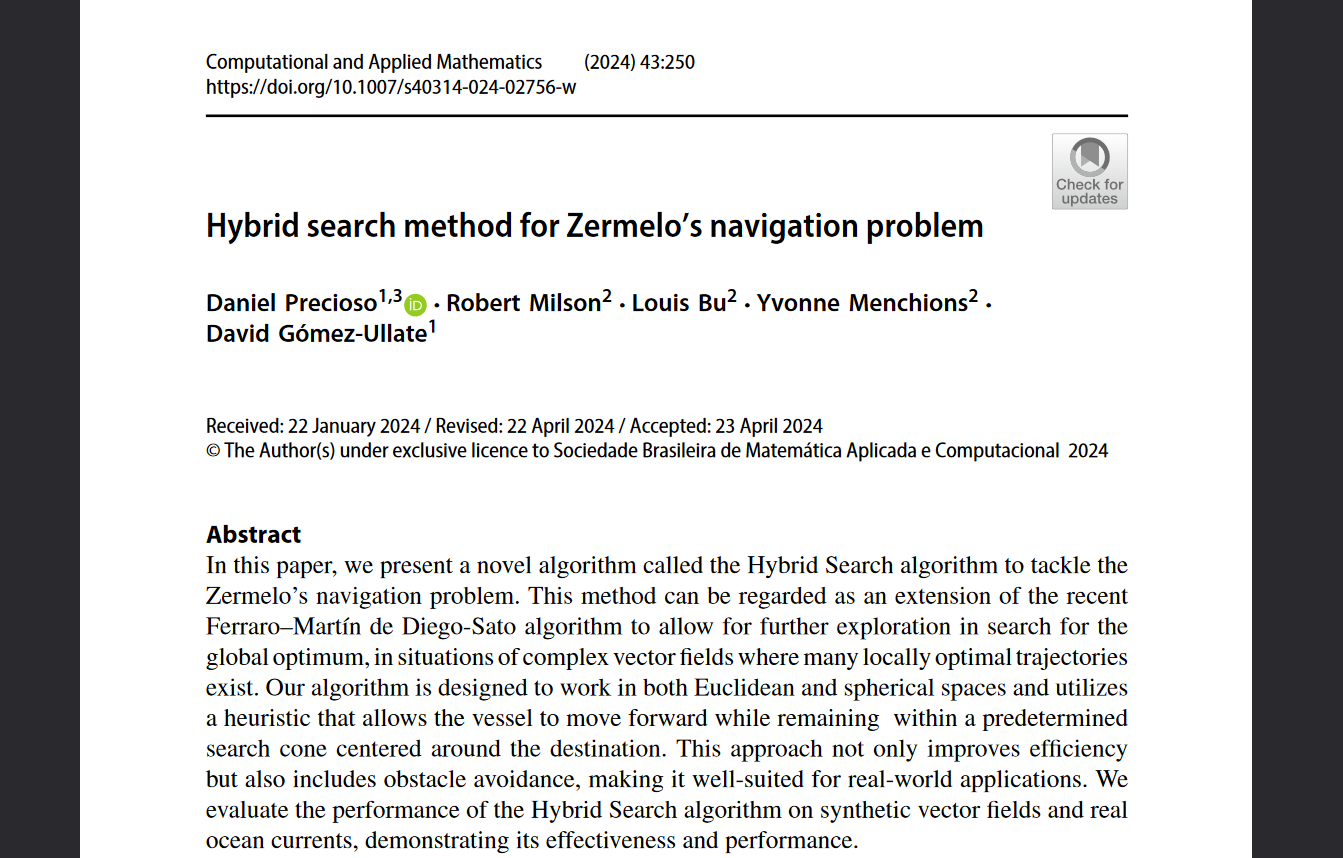 Computational and Applied Mathematics (2024) 43:250
https://doi.org/10.1007/s40314-024-02756-w
Check for
updates
Hybrid search method for Zermelo’s navigation problem
Daniel Precioso1,3 iD · Robert Milson2 · Louis Bu2 · Yvonne Menchions2 ·
David Gómez-Ullate1
Received: 22 January 2024 / Revised: 22 April 2024 / Accepted: 23 April 2024
© The Author(s) under exclusive licence to Sociedade Brasileira de Matemática Aplicada e Computacional 2024
Abstract
In this paper, we present a novel algorithm called the Hybrid Search algorithm to tackle the
Zermelo’s navigation problem. This method can be regarded as an extension of the recent
Ferraro–Martín de Diego-Sato algorithm to allow for further exploration in search for the
global optimum, in situations of complex vector fields where many locally optimal trajectories
exist. Our algorithm is designed to work in both Euclidean and spherical spaces and utilizes
a heuristic that allows the vessel to move forward while remaining within a predetermined
search cone centered around the destination. This approach not only improves efficiency
but also includes obstacle avoidance, making it well-suited for real-world applications. We
evaluate the performance of the Hybrid Search algorithm on synthetic vector fields and real
ocean currents, demonstrating its effectiveness and performance.